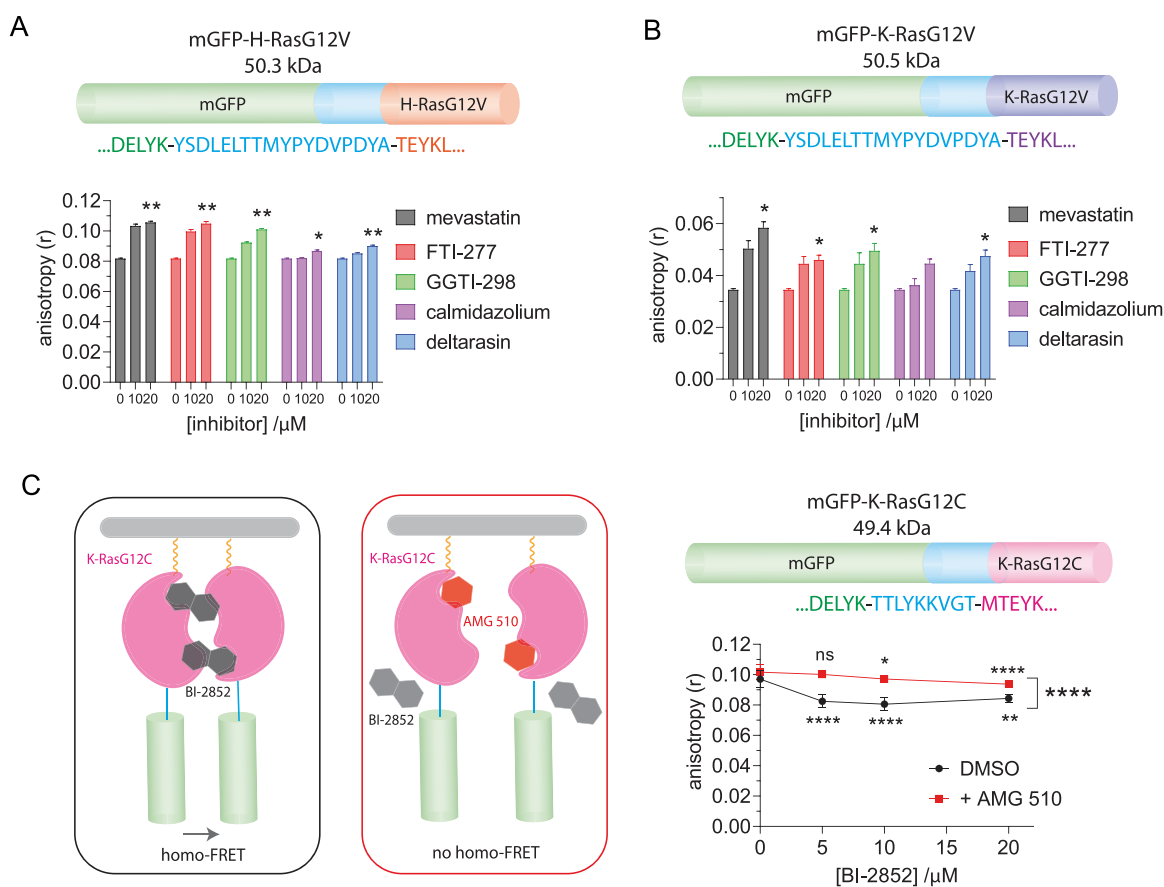 A
mGFP-H-RasG12V
50.3 kDa
mGFP
H-RasG12V
...DELYK-YSDLELTTMYPYDVPDYA-TEYKL...
anisotropy (r)
0.12
0.10
0.08
0.06
0.04
0.02
0.00
** ** ** * **
0 1020 0 1020 0 1020 0 1020 0 1020
[inhibitor] /µM
mevastatin
FTI-277
GGTI-298
calmidazolium
deltarasin
B
mGFP-K-RasG12V
50.5 kDa
mGFP
K-RasG12V
...DELYK-YSDLELTTMYPYDVPDYA-TEYKL...
anisotropy (r)
0.06
0.04
0.02
0.00
* * * *
0 1020 0 1020 0 1020 0 1020 0 1020
[inhibitor] /µM
mevastatin
FTI-277
GGTI-298
calmidazolium
deltarasin
C
K-RasG12C
BI-2852
homo-FRET
K-RasG12C
AMG 510
BI-2852
no homo-FRET
mGFP-K-RasG12C
49.4 kDa
mGFP
K-RasG12C
...DELYK-TTLYKKVGT-MTEYK...
anisotropy (r)
0.12
0.10
0.08
0.06
0.04
0.02
0.00
ns * ****
****
**** **** **
DMSO
+ AMG 510
0 5 10 15 20
[BI-2852] /µM